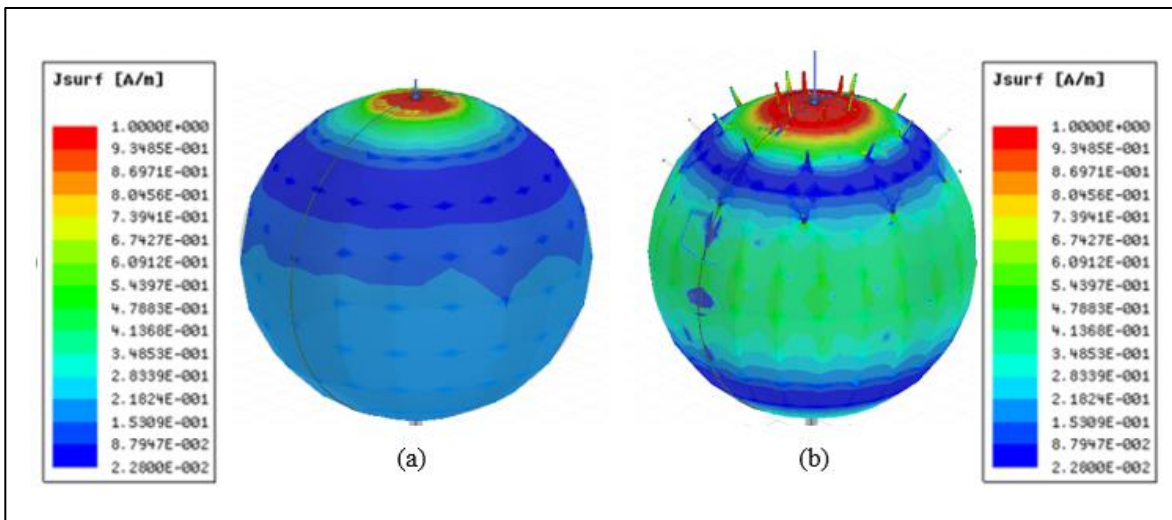 Jsurf [A/m]
1.0000E+000
9.3485E-001
8.6971E-001
8.0456E-001
7.3941E-001
6.7427E-001
6.0912E-001
5.4397E-001
4.7883E-001
4.1368E-001
3.4853E-001
2.8339E-001
2.1824E-001
1.5309E-001
8.7947E-002
2.2800E-002
(a)
(b)
Jsurf [A/m]
1.0000E+000
9.3485E-001
8.6971E-001
8.0456E-001
7.3941E-001
6.7427E-001
6.0912E-001
5.4397E-001
4.7883E-001
4.1368E-001
3.4853E-001
2.8339E-001
2.1824E-001
1.5309E-001
8.7947E-002
2.2800E-002